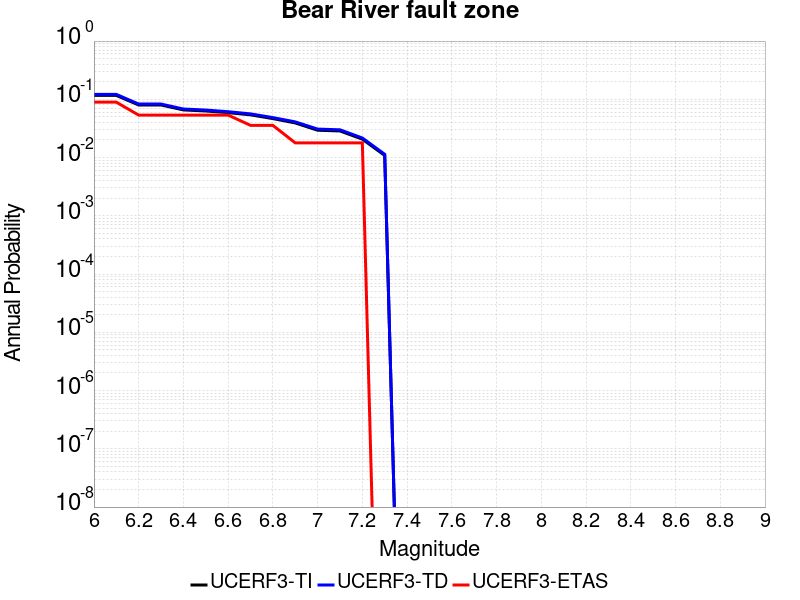 Bear River fault zone
10^0
10^-1
10^-2
10^-3
10^-4
10^-5
10^-6
10^-7
10^-8
Annual Probability
6 6.2 6.4 6.6 6.8 7 7.2 7.4 7.6 7.8 8 8.2 8.4 8.6 8.8 9
Magnitude
UCERF3-TI UCERF3-TD UCERF3-ETAS